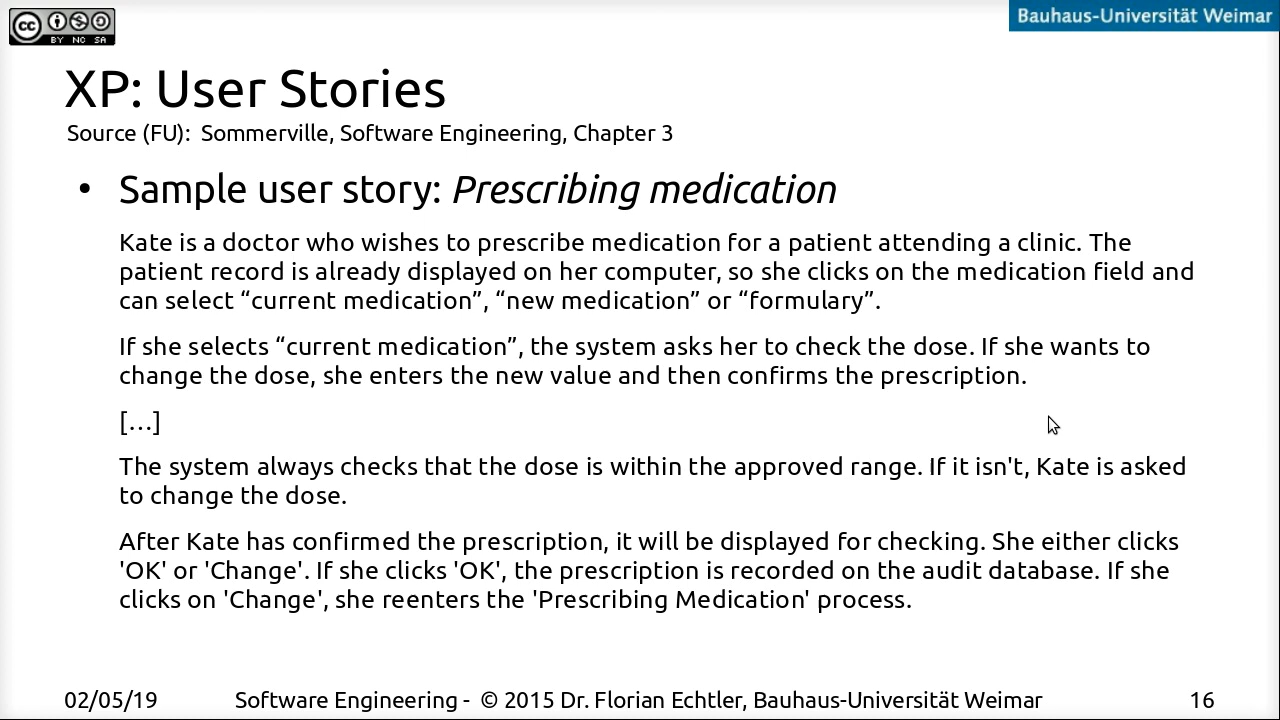 cc BY NC SA
Bauhaus-Universität Weimar
XP: User Stories
Source (FU):  Sommerville, Software Engineering, Chapter 3
• Sample user story: Prescribing medication
Kate is a doctor who wishes to prescribe medication for a patient attending a clinic. The
patient record is already displayed on her computer, so she clicks on the medication field and
can select “current medication”, “new medication” or “formulary”.
If she selects “current medication”, the system asks her to check the dose. If she wants to
change the dose, she enters the new value and then confirms the prescription.
[…]
The system always checks that the dose is within the approved range. If it isn't, Kate is asked
to change the dose.
After Kate has confirmed the prescription, it will be displayed for checking. She either clicks
'OK' or 'Change'. If she clicks 'OK', the prescription is recorded on the audit database. If she
clicks on 'Change', she reenters the 'Prescribing Medication' process.
02/05/19
Software Engineering -  © 2015 Dr. Florian Echtler, Bauhaus-Universität Weimar
16